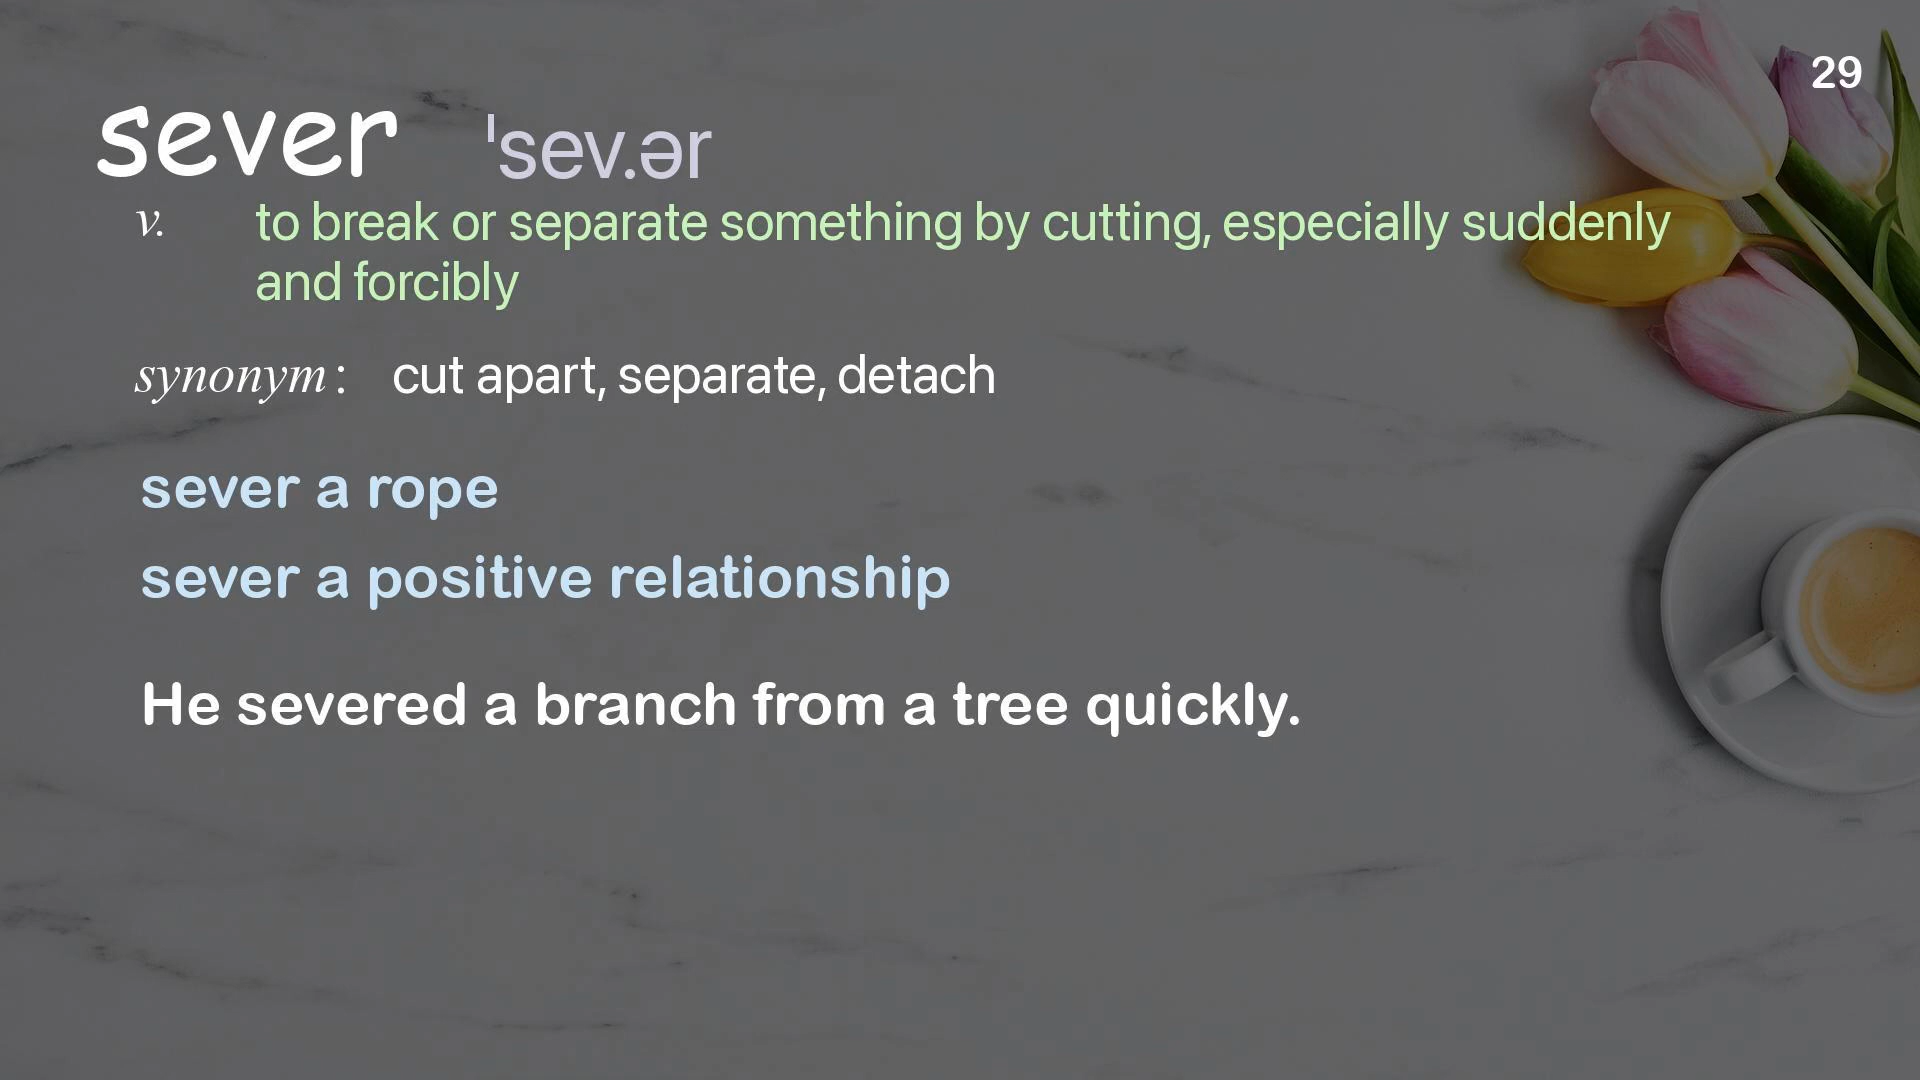 29
sever ˈsev.ər
v. to break or separate something by cutting, especially suddenly
and forcibly
synonym: cut apart, separate, detach
sever a rope
sever a positive relationship
He severed a branch from a tree quickly.